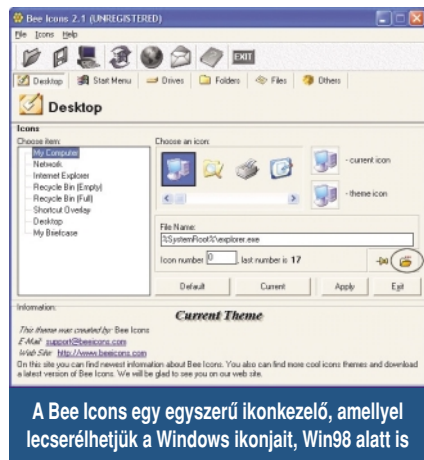 Bee Icons 2.1 (UNREGISTERED)
File Icons Help
EXIT
Desktop Start Menu Drives Folders Files Others
Desktop
Icons
Choose item:
Choose an icon:
My Computer
Network
Internet Explorer
Recycle Bin (Empty)
Recycle Bin (Full)
Shortcut Overlay
Desktop
My Briefcase
- current icon
- theme icon
File Name:
%SystemRoot%\explorer.exe
Icon number 0 , last number is 17
Default Current Apply Exit
Information:
Current Theme
This theme was created by: Bee Icons
E-Mail: support@beeicons.com
Web Site: http://www.beeicons.com
On this site you can find newest information about Bee Icons. You also can find more cool icons themes and download
a latest version of Bee Icons. We will be glad to see you on our web site.
A Bee Icons egy egyszerű ikonkezelő, amellyel
lecserélhetjük a Windows ikonjait, Win98 alatt is